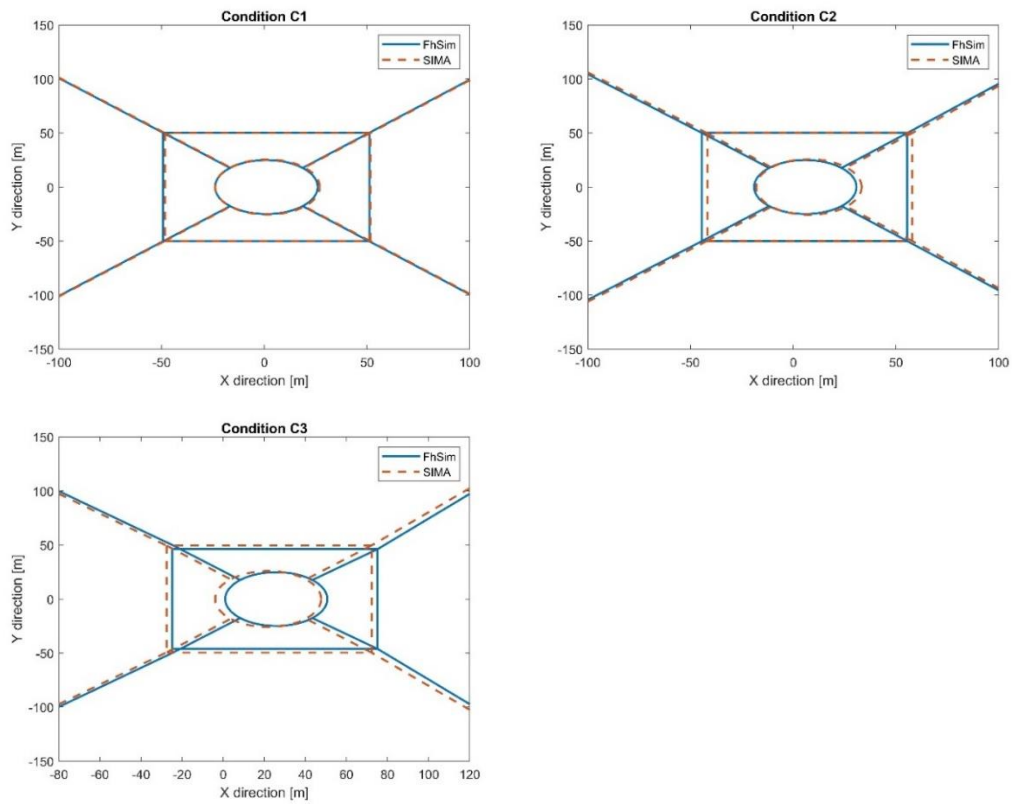 Condition C1
FhSim
SIMA
150
100
50
0
-50
-100
-150
Y direction [m]
-100 -50 0 50 100
X direction [m]
Condition C2
FhSim
SIMA
150
100
50
0
-50
-100
-150
Y direction [m]
-100 -50 0 50 100
X direction [m]
Condition C3
FhSim
SIMA
150
100
50
0
-50
-100
-150
Y direction [m]
-80 -60 -40 -20 0 20 40 60 80 100 120
X direction [m]